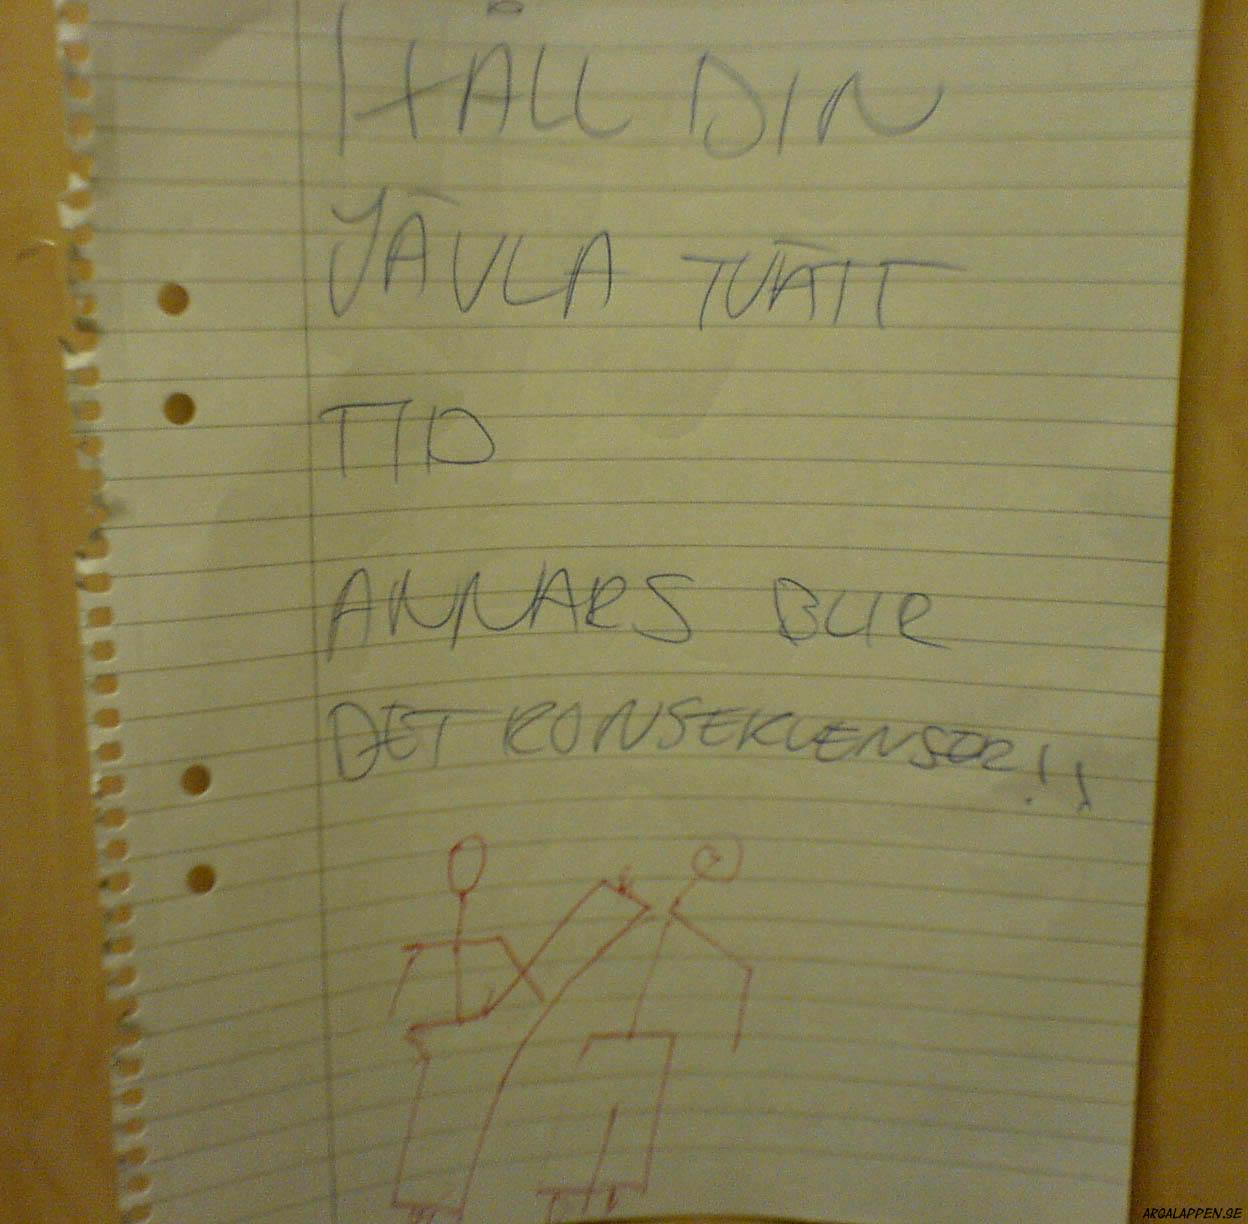 HÅLL DIN
JÄVLA TVÄTT
TID
ANNARS BLIR
DET KONSEKVENSER!!
ARGALAPPEN.SE